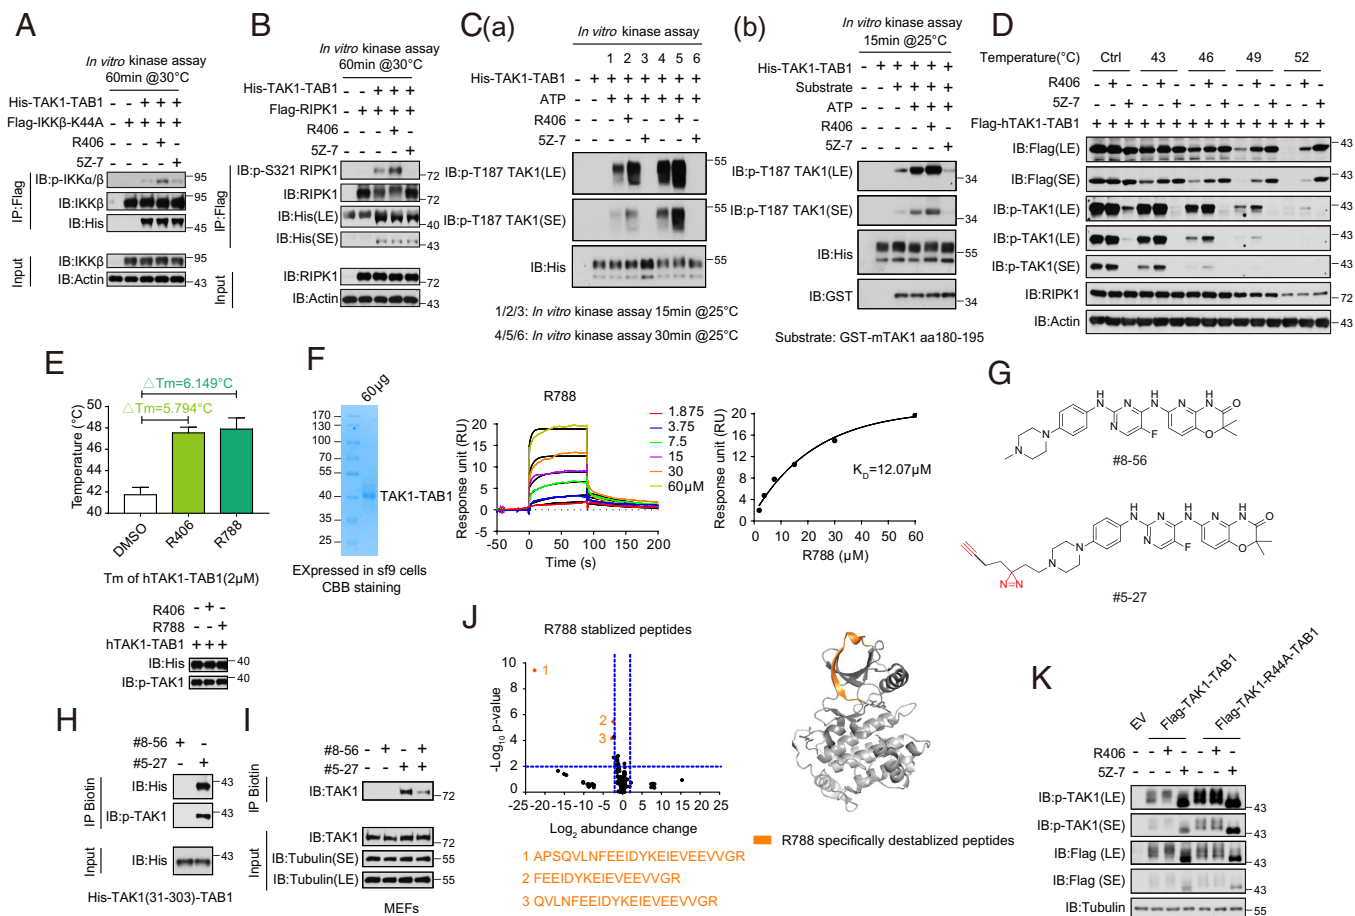 A
In vitro kinase assay
60min @30°C
His-TAK1-TAB1 - - + + +
Flag-IKKβ-K44A - + + + +
R406 - - - + -
5Z-7 - - - - +
IP:Flag
IB:p-IKKα/β 95
IB:IKKβ 95
IB:His 45
Input
IB:IKKβ 95
IB:Actin 43
B
In vitro kinase assay
60min @30°C
His-TAK1-TAB1 - - + + +
Flag-RIPK1 - + + + +
R406 - - - + -
5Z-7 - - - - +
IP:Flag
IB:p-S321 RIPK1 72
IB:RIPK1 72
IB:His(LE)
IB:His(SE) 43
Input
IB:RIPK1 72
IB:Actin 43
C(a)
In vitro kinase assay
1 2 3 4 5 6
His-TAK1-TAB1 - + + + + + + +
ATP - - + + + + + +
R406 - - - + - - + -
5Z-7 - - - - + - - +
IB:p-T187 TAK1(LE) 55
IB:p-T187 TAK1(SE) 55
IB:His 55
1/2/3: In vitro kinase assay 15min @25°C
4/5/6: In vitro kinase assay 30min @25°C
(b)
In vitro kinase assay
15min @25°C
His-TAK1-TAB1 - + + + + +
Substrate - - + + + +
ATP - - - + + +
R406 - - - - + -
5Z-7 - - - - - +
IB:p-T187 TAK1(LE) 34
IB:p-T187 TAK1(SE) 34
IB:His 55
IB:GST 34
Substrate: GST-mTAK1 aa180-195
D
Temperature(°C) Ctrl 43 46 49 52
R406 - + - - + - - + - - + - - + -
5Z-7 - - + - - + - - + - - + - - +
Flag-hTAK1-TAB1 + + + + + + + + + + + + + + +
IB:Flag(LE) 43
IB:Flag(SE) 43
IB:p-TAK1(LE) 43
IB:p-TAK1(LE) 43
IB:p-TAK1(SE) 43
IB:RIPK1 72
IB:Actin 43
E
△Tm=6.149°C
△Tm=5.794°C
Temperature (°C)
50
48
46
44
42
40
DMSO R406 R788
Tm of hTAK1-TAB1(2μM)
R406 - + -
R788 - - +
hTAK1-TAB1 + + +
IB:His 40
IB:p-TAK1 40
F
60μg
170
130
100
70
55
40
35
25
TAK1-TAB1
EXpressed in sf9 cells
CBB staining
R788
Response unit (RU)
20
15
10
5
0
-5
-50 0 50 100 150 200
Time (s)
1.875
3.75
7.5
15
30
60μM
Response unit (RU)
20
16
12
8
4
0
0 20 40 60
R788 (μM)
KD=12.07μM
G
H N N H N N H N O
N N N F O
#8-56
H N N H N N H N O
N N N F O
N=N
#5-27
H
#8-56 + -
#5-27 - +
IP Biotin
IB:His 43
IB:p-TAK1 43
Input
IB:His 43
His-TAK1(31-303)-TAB1
I
#8-56 - - - +
#5-27 - - + +
IP Biotin
IB:TAK1 72
Input
IB:TAK1 72
IB:Tubulin(SE) 55
IB:Tubulin(LE) 55
MEFs
J
R788 stablized peptides
-Log10 p-value
10
8
6
4
2
0
1
2
3
-25 -20 -15 -10 -5 0 5 10 15 20 25
Log2 abundance change
1 APSQVLNFEEIDYKEIEVEEVVGR
2 FEEIDYKEIEVEEVVGR
3 QVLNFEEIDYKEIEVEEVVGR
R788 specifically destablized peptides
K
EV Flag-TAK1-TAB1 Flag-TAK1-R44A-TAB1
R406 - - + - - + -
5Z-7 - - - + - - +
IB:p-TAK1(LE) 43
IB:p-TAK1(SE) 43
IB:Flag (LE) 43
IB:Flag (SE) 43
IB:Tubulin 55